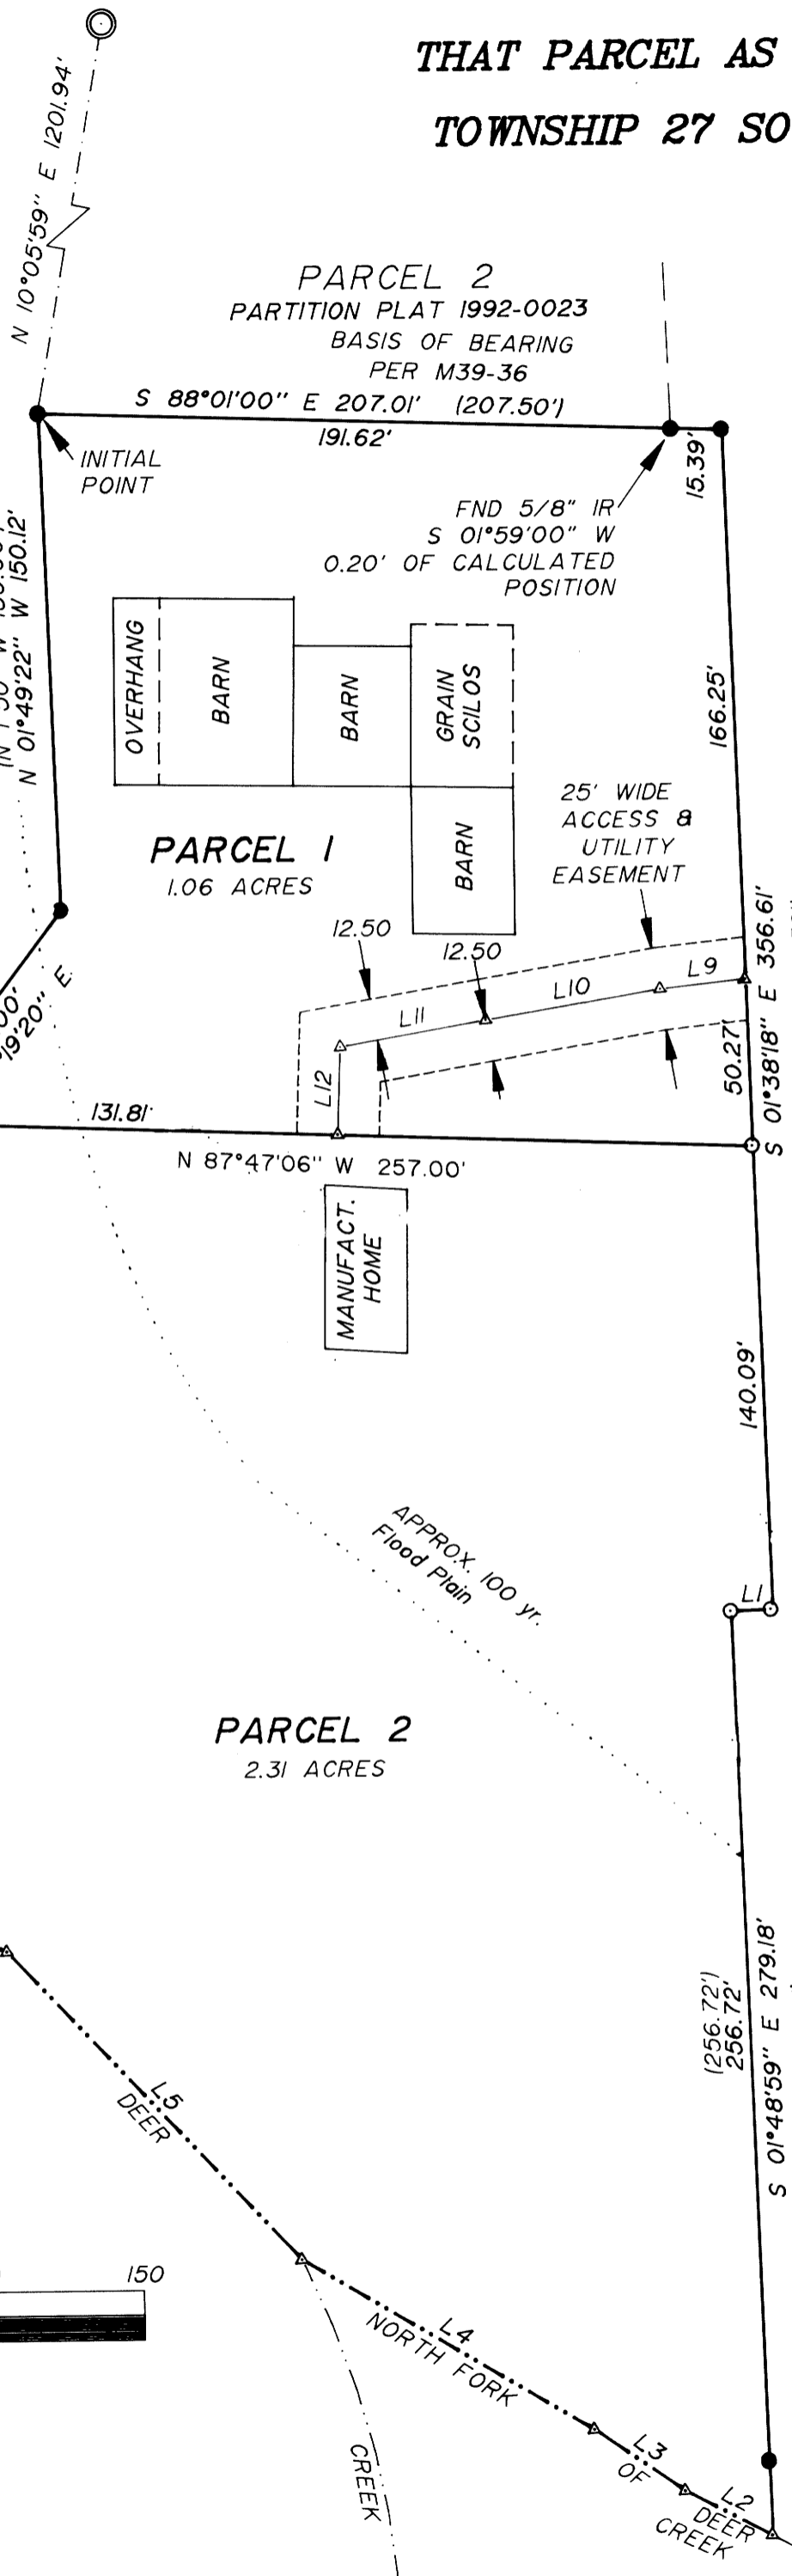 THAT PARCEL AS
TOWNSHIP 27 SO
N 10°05'59" E 1201.94'
PARCEL 2
PARTITION PLAT 1992-0023
BASIS OF BEARING
PER M39-36
S 88°01'00" E 207.01' (207.50')
191.62'
15.39'
INITIAL
POINT
FND 5/8" IR
S 01°59'00" W
0.20' OF CALCULATED
POSITION
N 01°49'22" W 150.12'
OVERHANG
BARN
BARN
GRAIN
SCILOS
BARN
166.25'
25' WIDE
ACCESS &
UTILITY
EASEMENT
PARCEL 1
1.06 ACRES
12.50
12.50
L9
L10
L11
L12
50.27'
S 01°38'18" E 356.61'
00'
19'20" E
131.81'
N 87°47'06" W 257.00'
MANUFACT.
HOME
140.09'
APPROX. 100 yr.
Flood Plain
L1
PARCEL 2
2.31 ACRES
(256.72')
256.72'
S 01°48'59" E 279.18'
L5
DEER
150
L4
NORTH FORK
L3
OF
L2
DEER
CREEK
CREEK